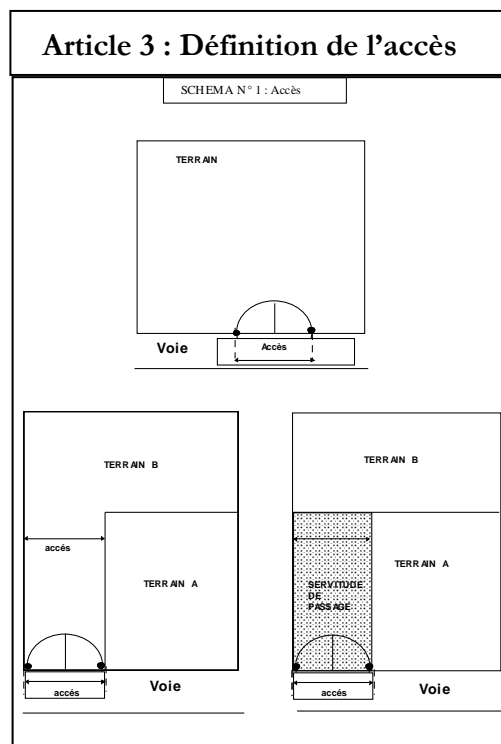 Article 3 : Définition de l'accès
SCHEMA N° 1 : Accès
TERRAIN
Voie
Accès
TERRAIN B
accés
TERRAIN A
accés
Voie
TERRAIN B
TERRAIN A
SERVITUDE
DE
PASSAGE
accés
Voie